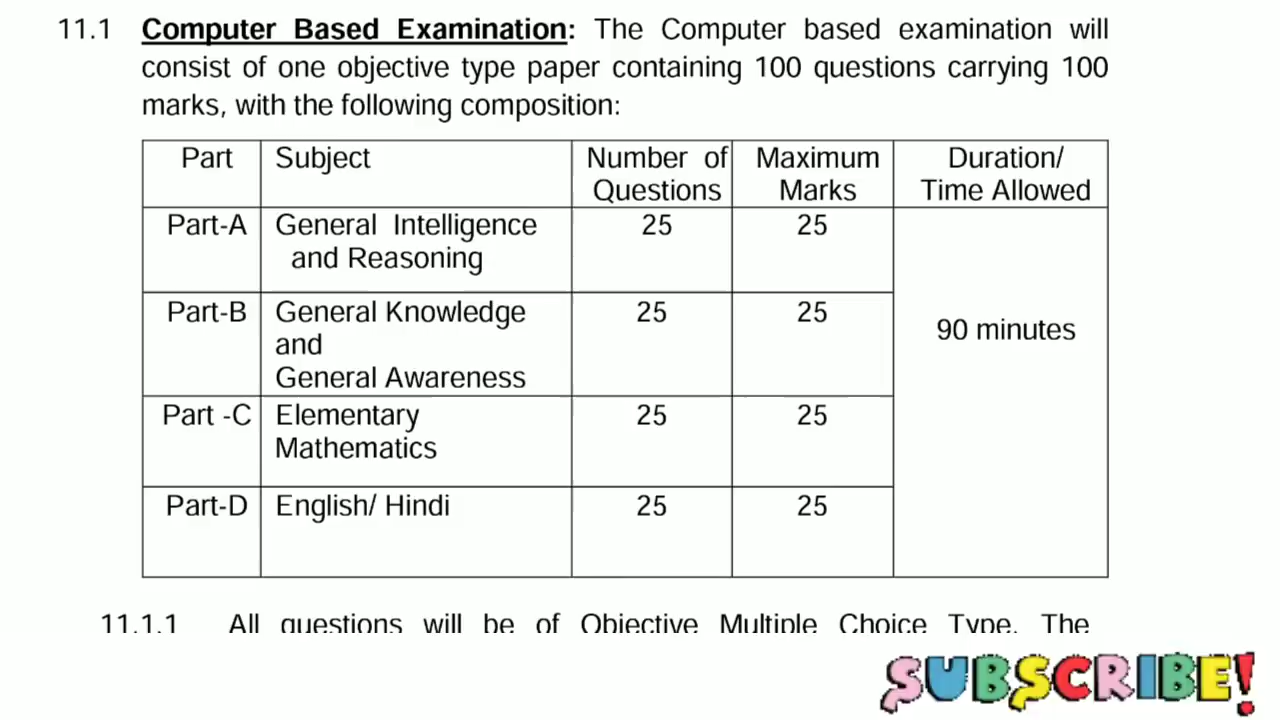 11.1 Computer Based Examination: The Computer based examination will
consist of one objective type paper containing 100 questions carrying 100
marks, with the following composition:
Part Subject Number of Questions Maximum Marks Duration/ Time Allowed
Part-A General Intelligence and Reasoning 25 25
Part-B General Knowledge and General Awareness 25 25 90 minutes
Part -C Elementary Mathematics 25 25
Part-D English/ Hindi 25 25
11.1.1 All questions will be of Objective Multiple Choice Type. The
SUBSCRIBE!